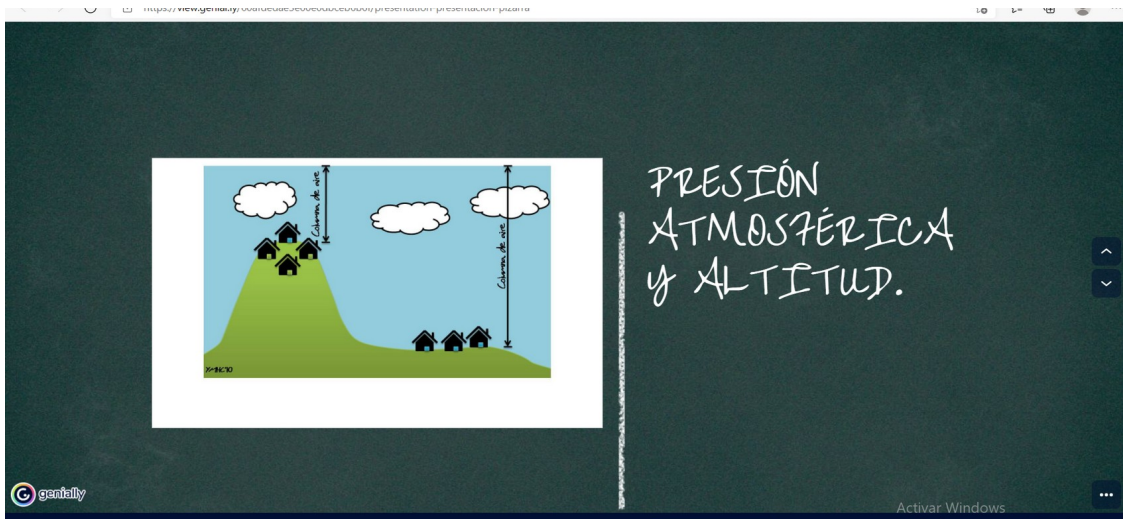 Columna de aire
Columna de aire
PRESIÓN
ATMOSFÉRICA
y ALTITUD.
genially
Activar Windows